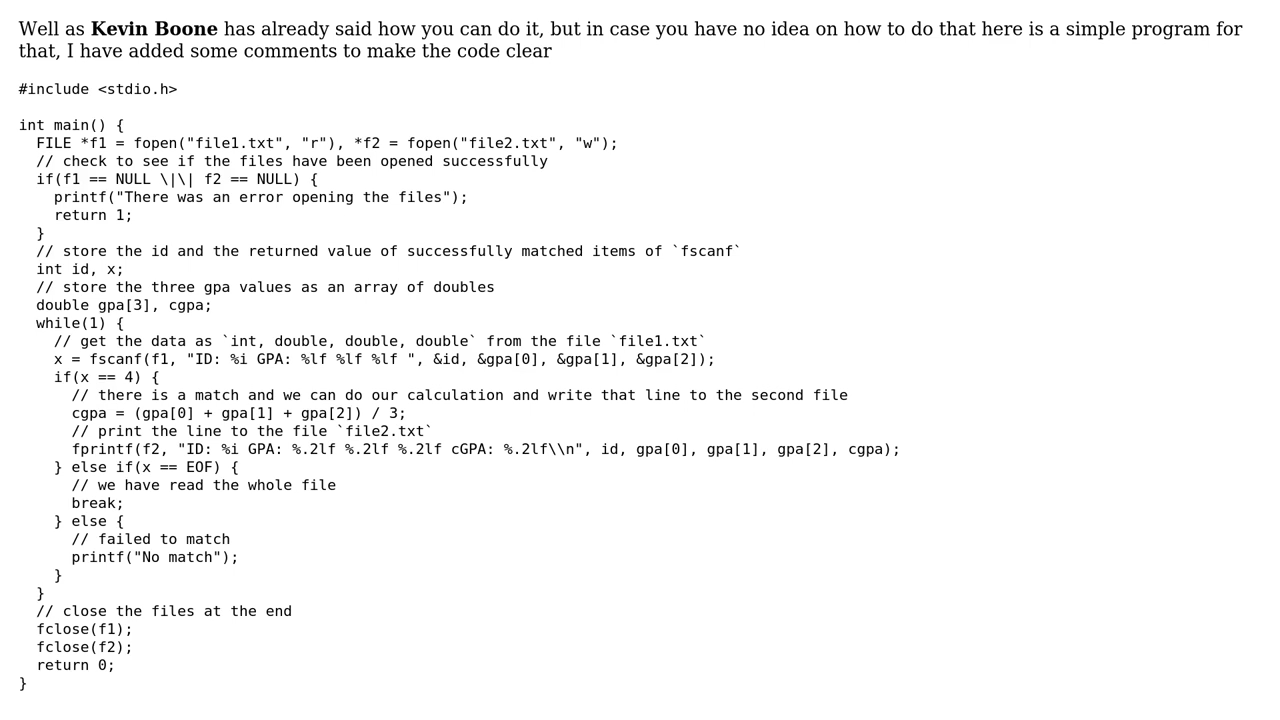 Well as Kevin Boone has already said how you can do it, but in case you have no idea on how to do that here is a simple program for
that, I have added some comments to make the code clear
#include <stdio.h>
int main() {
  FILE *f1 = fopen("file1.txt", "r"), *f2 = fopen("file2.txt", "w");
  // check to see if the files have been opened successfully
  if(f1 == NULL \|\| f2 == NULL) {
    printf("There was an error opening the files");
    return 1;
  }
  // store the id and the returned value of successfully matched items of `fscanf`
  int id, x;
  // store the three gpa values as an array of doubles
  double gpa[3], cgpa;
  while(1) {
    // get the data as `int, double, double, double` from the file `file1.txt`
    x = fscanf(f1, "ID: %i GPA: %lf %lf %lf ", &id, &gpa[0], &gpa[1], &gpa[2]);
    if(x == 4) {
      // there is a match and we can do our calculation and write that line to the second file
      cgpa = (gpa[0] + gpa[1] + gpa[2]) / 3;
      // print the line to the file `file2.txt`
      fprintf(f2, "ID: %i GPA: %.2lf %.2lf %.2lf cGPA: %.2lf\\n", id, gpa[0], gpa[1], gpa[2], cgpa);
    } else if(x == EOF) {
      // we have read the whole file
      break;
    } else {
      // failed to match
      printf("No match");
    }
  }
  // close the files at the end
  fclose(f1);
  fclose(f2);
  return 0;
}